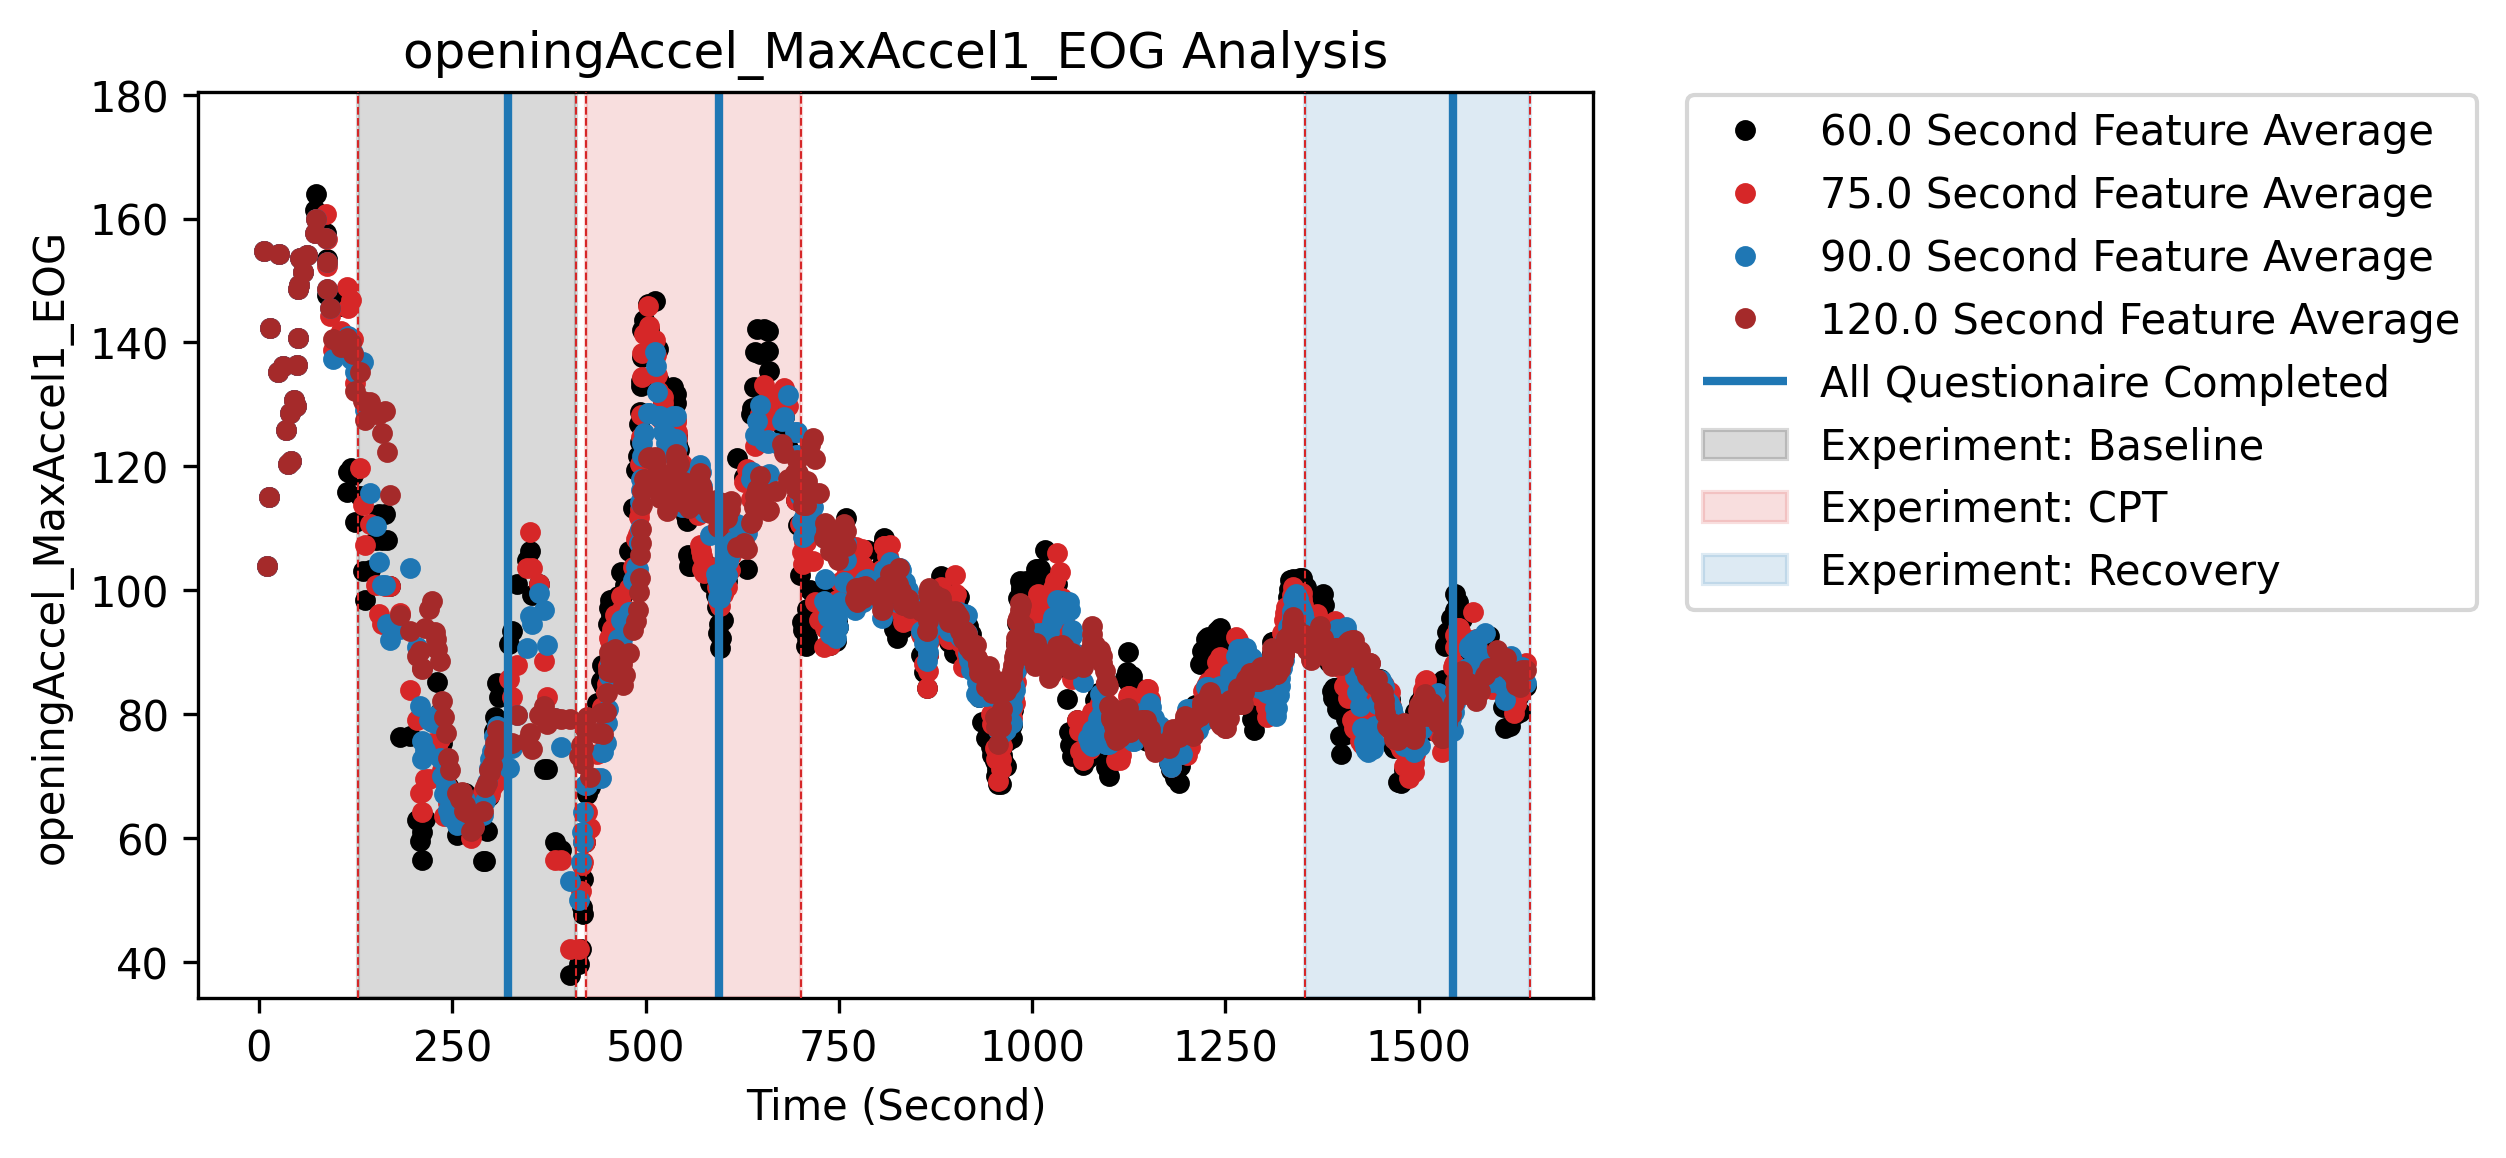 openingAccel_MaxAccel1_EOG Analysis
openingAccel_MaxAccel1_EOG
180
160
140
120
100
80
60
40
0 250 500 750 1000 1250 1500
Time (Second)
60.0 Second Feature Average
75.0 Second Feature Average
90.0 Second Feature Average
120.0 Second Feature Average
All Questionaire Completed
Experiment: Baseline
Experiment: CPT
Experiment: Recovery